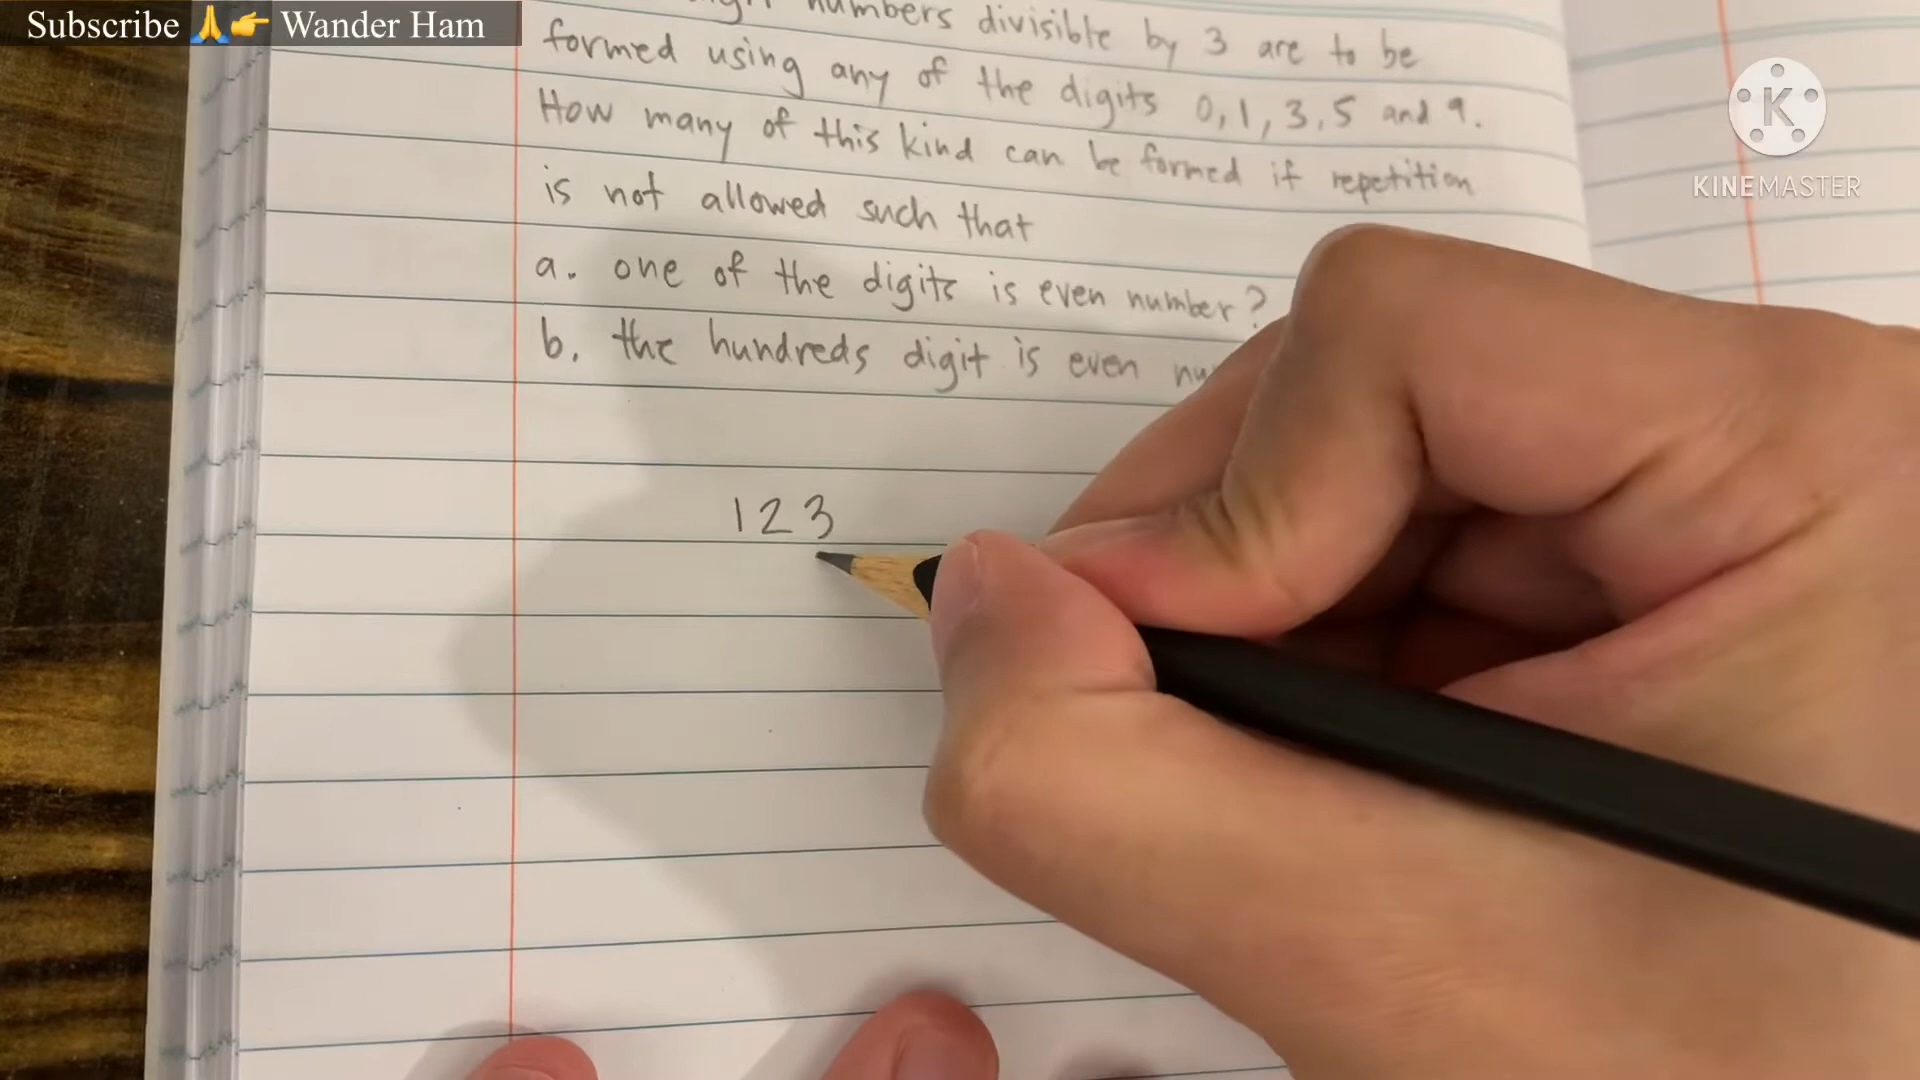 Subscribe 🙏👉 Wander Ham
numbers divisible by 3 are to be
formed using any of the digits 0, 1, 3, 5 and 9.
How many of this kind can be formed if repetition
is not allowed such that
a. one of the digits is even number?
b. the hundreds digit is even
123
K
KINEMASTER